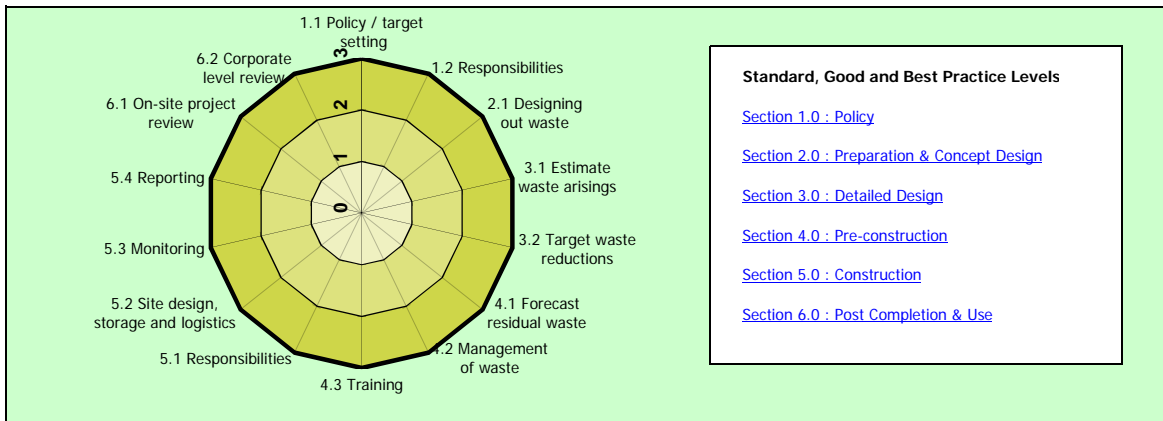 1.1 Policy / target
setting
1.2 Responsibilities
2.1 Designing
out waste
3.1 Estimate
waste arisings
3.2 Target waste
reductions
4.1 Forecast
residual waste
4.2 Management
of waste
4.3 Training
5.1 Responsibilities
5.2 Site design,
storage and logistics
5.3 Monitoring
5.4 Reporting
6.1 On-site project
review
6.2 Corporate
level review
3
2
1
0
Standard, Good and Best Practice Levels
Section 1.0 : Policy
Section 2.0 : Preparation & Concept Design
Section 3.0 : Detailed Design
Section 4.0 : Pre-construction
Section 5.0 : Construction
Section 6.0 : Post Completion & Use